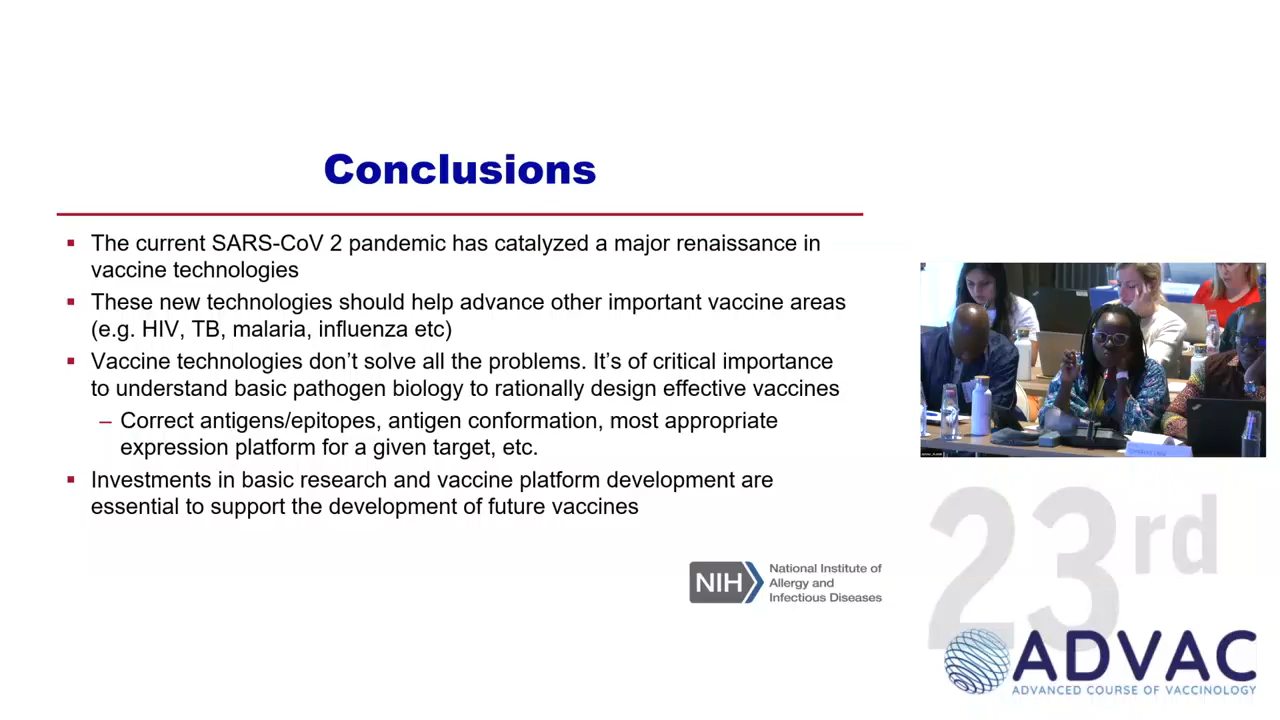 Conclusions
The current SARS-CoV 2 pandemic has catalyzed a major renaissance in
vaccine technologies
These new technologies should help advance other important vaccine areas
(e.g. HIV, TB, malaria, influenza etc)
Vaccine technologies don’t solve all the problems. It’s of critical importance
to understand basic pathogen biology to rationally design effective vaccines
– Correct antigens/epitopes, antigen conformation, most appropriate
expression platform for a given target, etc.
Investments in basic research and vaccine platform development are
essential to support the development of future vaccines
NIH
National Institute of
Allergy and
Infectious Diseases
23rd
ADVAC
ADVANCED COURSE OF VACCINOLOGY